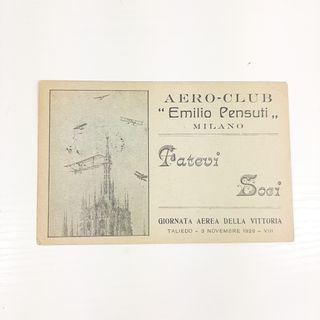 AERO-CLUB
"Emilio Pensuti„
MILANO
Fatevi
Soci
GIORNATA AEREA DELLA VITTORIA
TALIEDO - 3 NOVEMBRE 1929 - VIII